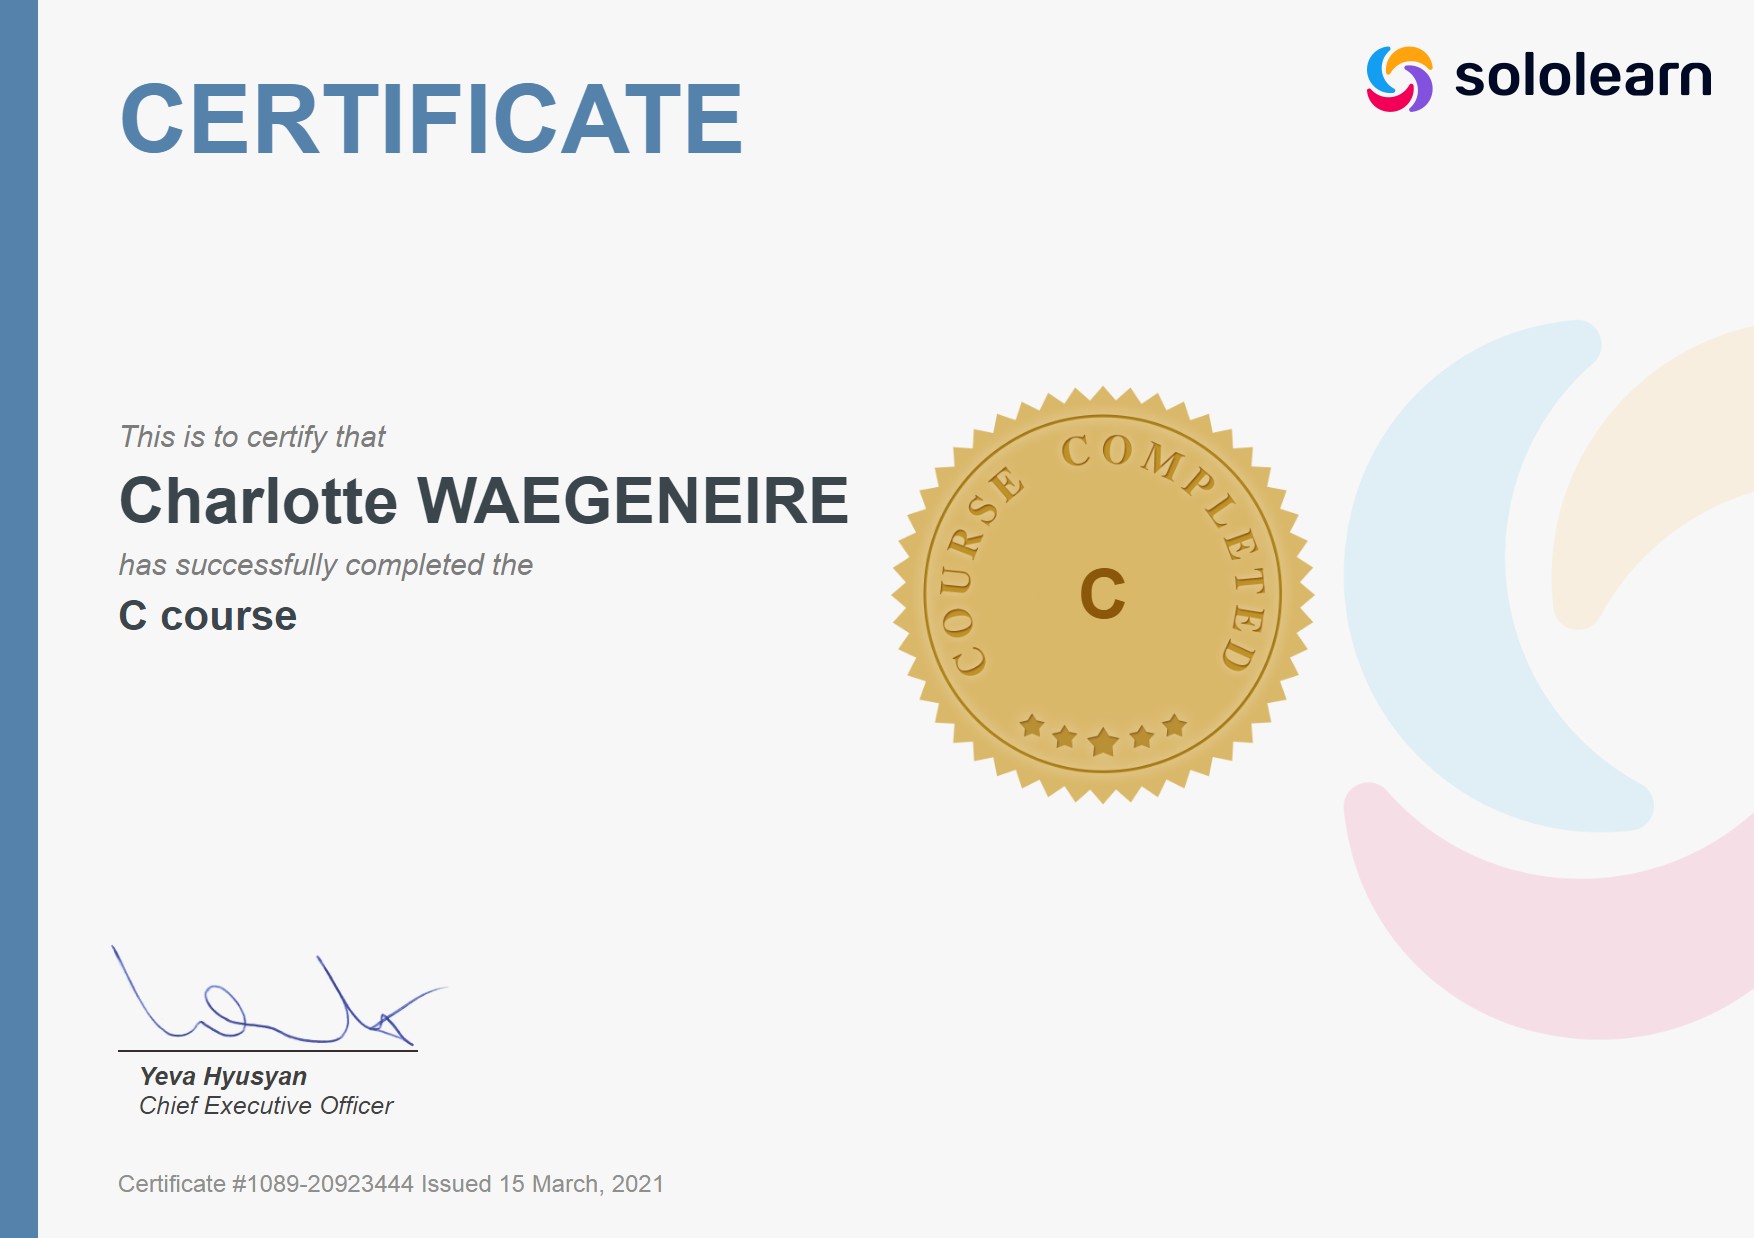 CERTIFICATE
sololearn
This is to certify that
Charlotte WAEGENEIRE
has successfully completed the
C course
COURSE COMPLETED
C
Yeva Hyusyan
Chief Executive Officer
Certificate #1089-20923444 Issued 15 March, 2021